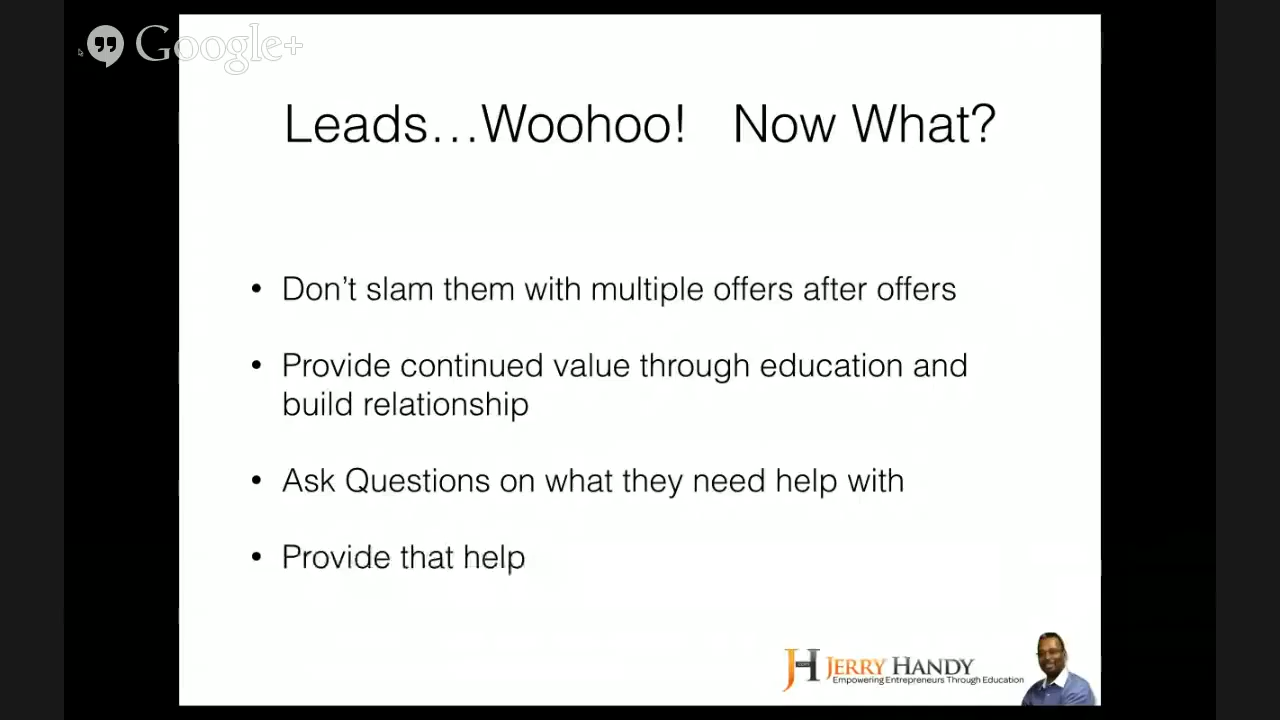 Google+
Leads…Woohoo! Now What?
• Don’t slam them with multiple offers after offers
• Provide continued value through education and
build relationship
• Ask Questions on what they need help with
• Provide that help
JH JERRY HANDY
Empowering Entrepreneurs Through Education